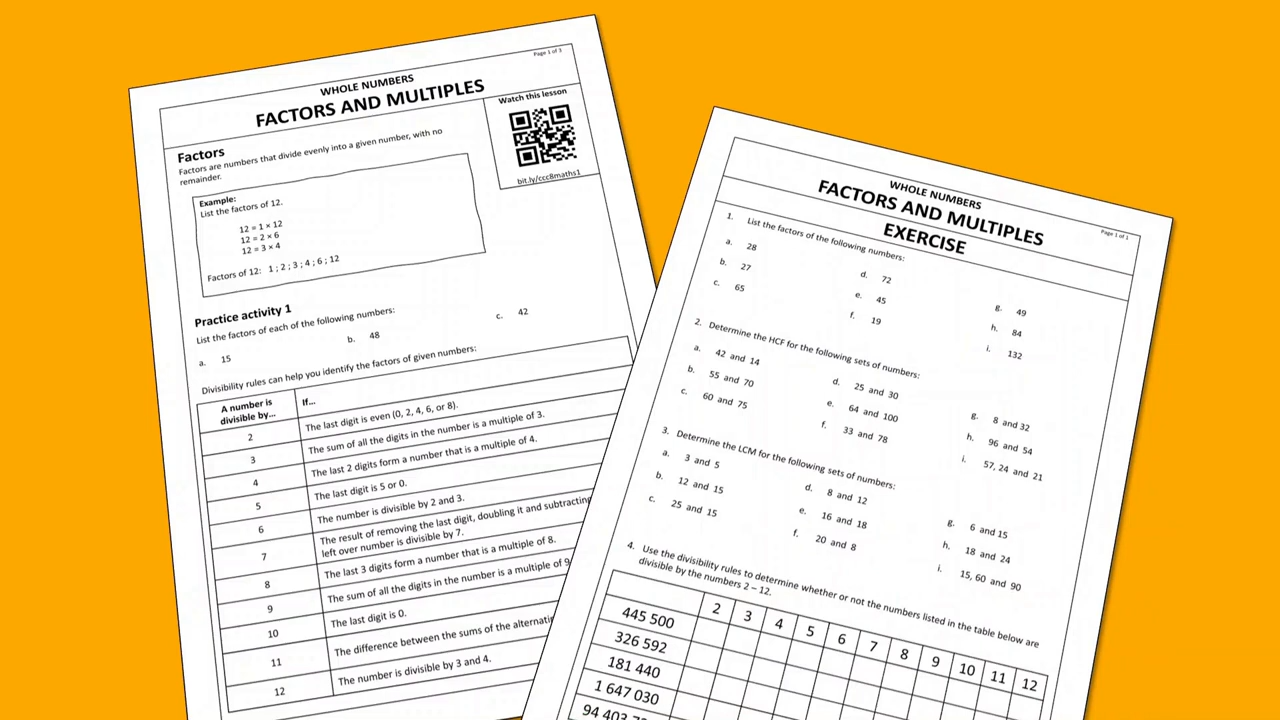 Page 1 of 3
WHOLE NUMBERS
FACTORS AND MULTIPLES
Watch this lesson
bit.ly/ccc8maths1
Factors
Factors are numbers that divide evenly into a given number, with no
remainder.
Example:
List the factors of 12.
12 = 1 × 12
12 = 2 × 6
12 = 3 × 4
Factors of 12: 1 ; 2 ; 3 ; 4 ; 6 ; 12
Practice activity 1
List the factors of each of the following numbers:
a. 15 b. 48 c. 42
Divisibility rules can help you identify the factors of given numbers:
A number is
divisible by...
If...
2 The last digit is even (0, 2, 4, 6, or 8).
3 The sum of all the digits in the number is a multiple of 3.
4 The last 2 digits form a number that is a multiple of 4.
5 The last digit is 5 or 0.
6 The number is divisible by 2 and 3.
7 The result of removing the last digit, doubling it and subtracting
left over number is divisible by 7.
8 The last 3 digits form a number that is a multiple of 8.
9 The sum of all the digits in the number is a multiple of 9
10 The last digit is 0.
11 The difference between the sums of the
12 The number is divisible by 3 and 4.
WHOLE NUMBERS
FACTORS AND MULTIPLES
EXERCISE
Page 1 of 1
1. List the factors of the following numbers:
a. 28 d. 72 g. 49
b. 27 e. 45 h. 84
c. 65 f. 19 i. 132
2. Determine the HCF for the following sets of numbers:
a. 42 and 14 d. 25 and 30 g. 8 and 32
b. 55 and 70 e. 64 and 100 h. 96 and 54
c. 60 and 75 f. 33 and 78 i. 57, 24 and 21
3. Determine the LCM for the following sets of numbers:
a. 3 and 5 d. 8 and 12 g. 6 and 15
b. 12 and 15 e. 16 and 18 h. 18 and 24
c. 25 and 15 f. 20 and 8 i. 15, 60 and 90
4. Use the divisibility rules to determine whether or not the numbers listed in the table below are
divisible by the numbers 2 – 12.
2 3 4 5 6 7 8 9 10 11 12
445 500
326 592
181 440
1 647 030
94 403